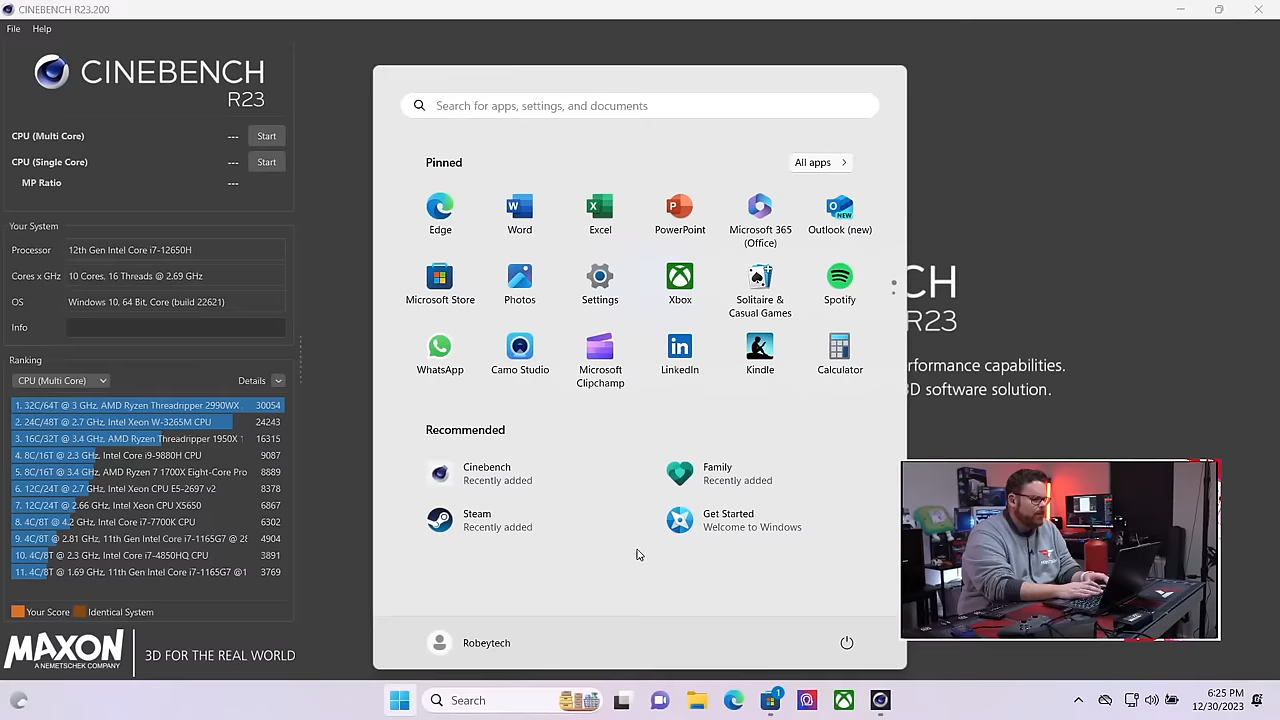 CINEBENCH R23.200
File Help
CINEBENCH
R23
CPU (Multi Core) --- Start
CPU (Single Core) --- Start
MP Ratio ---
Your System
Processor 12th Gen Intel Core i7-12650H
Cores x GHz 10 Cores, 16 Threads @ 2.69 GHz
OS Windows 10, 64 Bit, Core (build 22621)
Info
Ranking
CPU (Multi Core) Details
1. 32C/64T @ 3 GHz, AMD Ryzen Threadripper 2990WX 30054
2. 24C/48T @ 2.7 GHz, Intel Xeon W-3265M CPU 24243
3. 16C/32T @ 3.4 GHz, AMD Ryzen Threadripper 1950X 16315
4. 8C/16T @ 2.3 GHz, Intel Core i9-9880H CPU 9087
5. 8C/16T @ 3.4 GHz, AMD Ryzen 7 1700X Eight-Core Pro 8889
6. 12C/24T @ 2.7 GHz, Intel Xeon CPU E5-2697 v2 8378
7. 12C/24T @ 2.66 GHz, Intel Xeon CPU X5650 6867
8. 4C/8T @ 4.2 GHz, Intel Core i7-7700K CPU 6302
9. 4C/8T @ 2.81 GHz, 11th Gen Intel Core i7-1165G7 @ 28 4904
10. 4C/8T @ 2.3 GHz, Intel Core i7-4850HQ CPU 3891
11. 4C/8T @ 1.69 GHz, 11th Gen Intel Core i7-1165G7 @1 3769
Your Score Identical System
MAXON
A NEMETSCHEK COMPANY
3D FOR THE REAL WORLD
Search for apps, settings, and documents
Pinned All apps
Edge Word Excel PowerPoint Microsoft 365 (Office) Outlook (new)
Microsoft Store Photos Settings Xbox Solitaire & Casual Games Spotify
WhatsApp Camo Studio Microsoft Clipchamp LinkedIn Kindle Calculator
Recommended
Cinebench Family
Recently added Recently added
Steam Get Started
Recently added Welcome to Windows
Robeytech
CH
R23
rformance capabilities.
D software solution.
Search
1
6:25 PM
12/30/2023